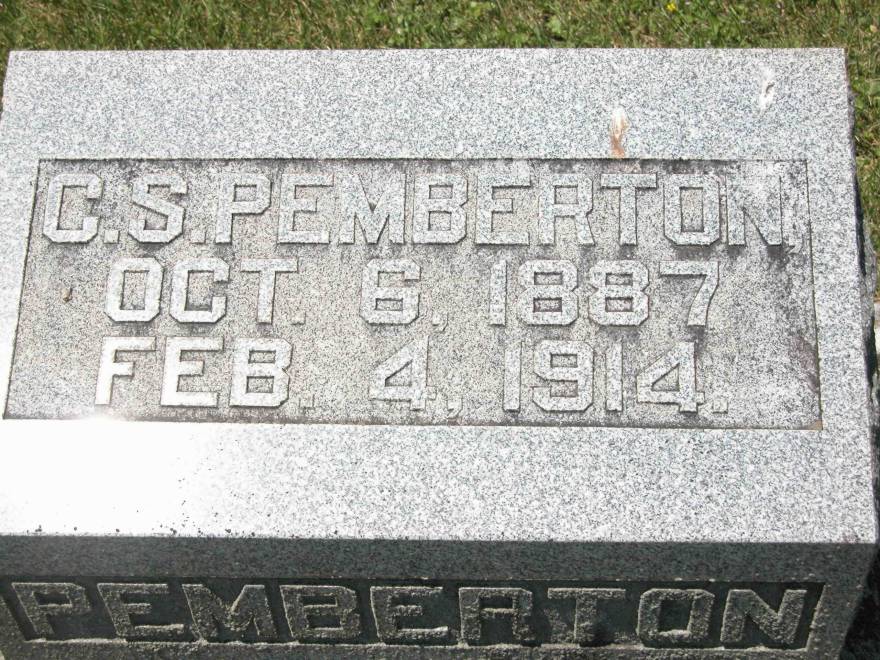 C.S.PEMBERTON,
OCT. 6, 1887
FEB. 4, 1914.
PEMBERTON